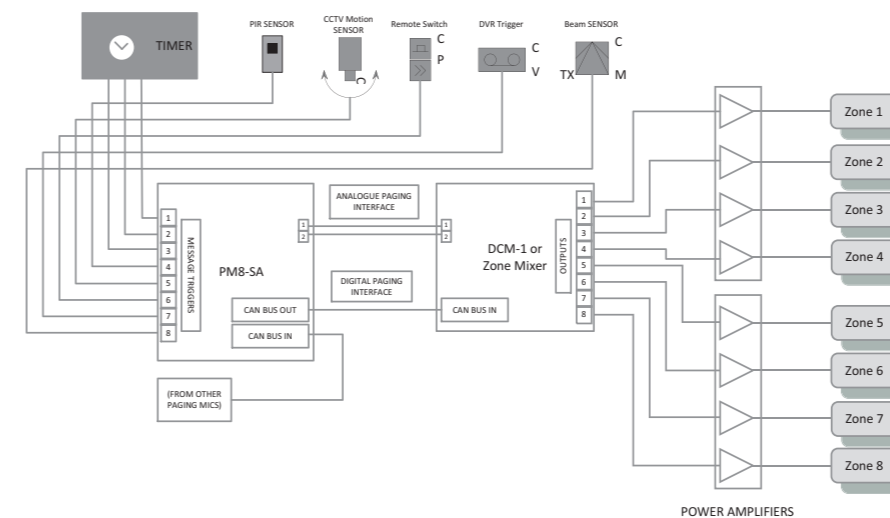 TIMER
PIR SENSOR
CCTV Motion
SENSOR
C
Remote Switch
C
P
DVR Trigger
C
V
Beam SENSOR
C
TX
M
1
2
3
4
5
6
7
8
MESSAGE TRIGGERS
PM8-SA
1
2
CAN BUS OUT
CAN BUS IN
(FROM OTHER
PAGING MICS)
ANALOGUE PAGING
INTERFACE
DIGITAL PAGING
INTERFACE
1
2
DCM-1 or
Zone Mixer
CAN BUS IN
OUTPUTS
1
2
3
4
5
6
7
8
Zone 1
Zone 2
Zone 3
Zone 4
Zone 5
Zone 6
Zone 7
Zone 8
POWER AMPLIFIERS